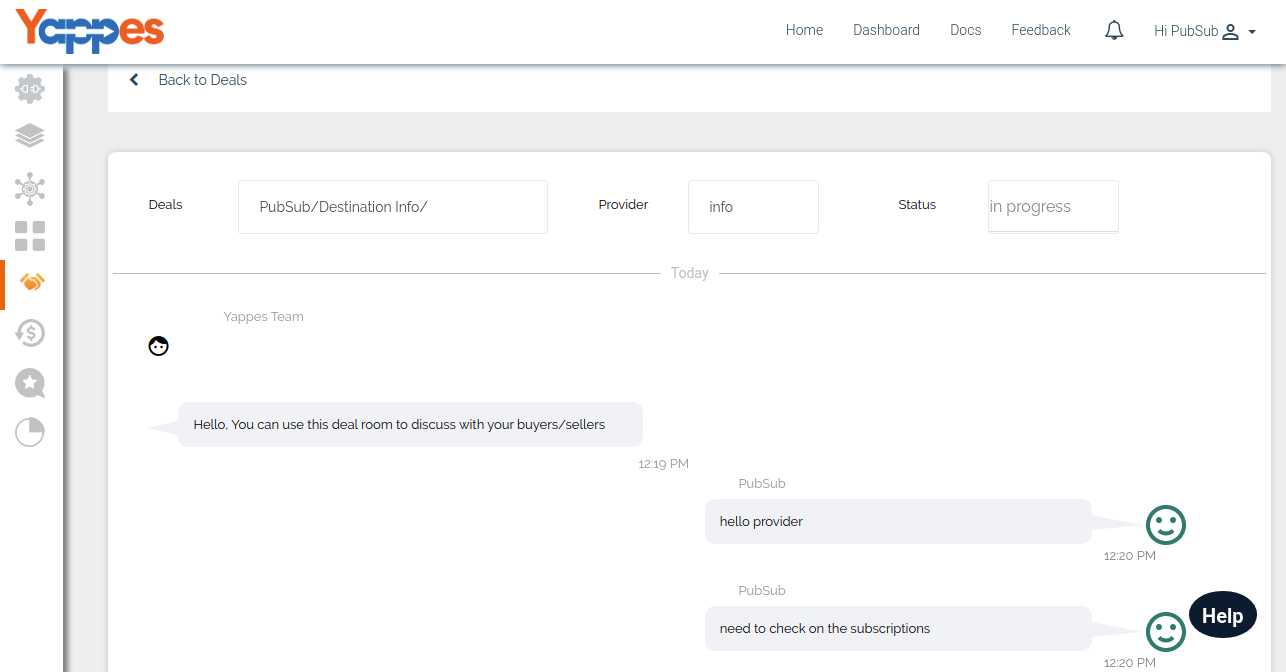 Yappes
Home Dashboard Docs Feedback Hi PubSub
Back to Deals
Deals PubSub/Destination Info/ Provider info Status in progress
Today
Yappes Team
Hello, You can use this deal room to discuss with your buyers/sellers
12:19 PM
PubSub
hello provider
12:20 PM
PubSub
need to check on the subscriptions
Help
12:20 PM